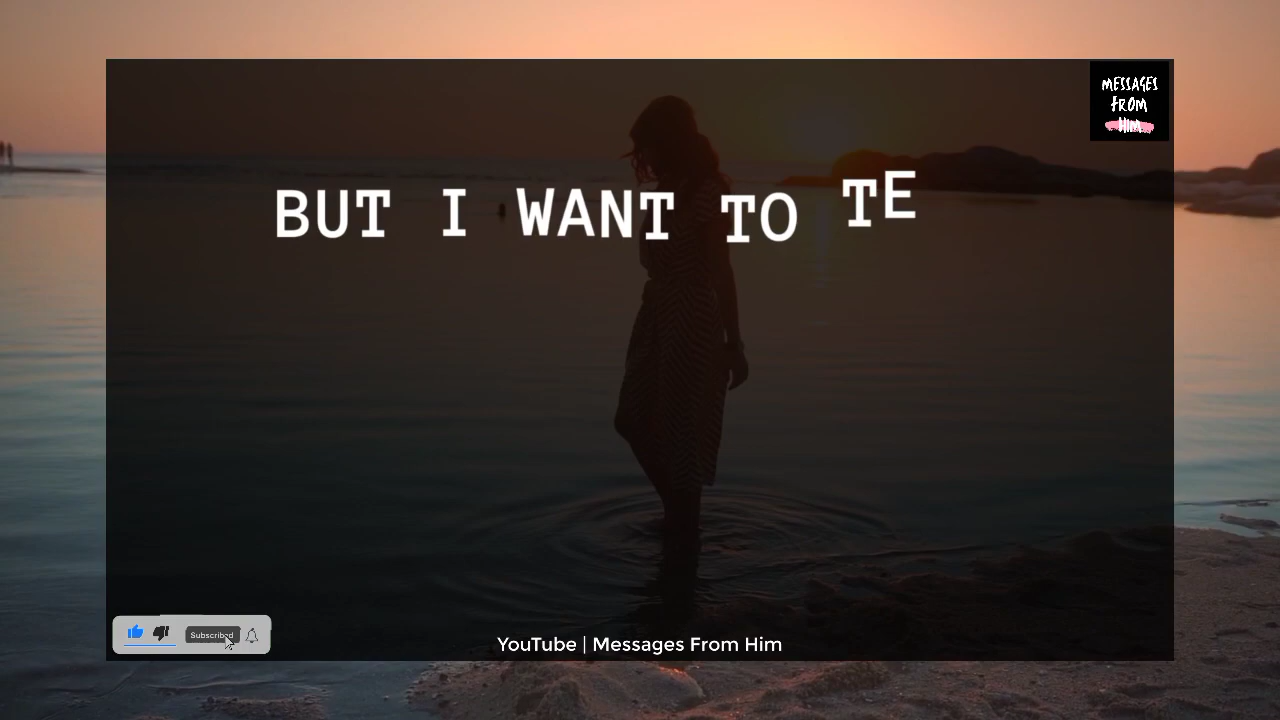 MESSAGES
FROM
HIM
BUT I WANT TO TE
Subscribed
YouTube | Messages From Him